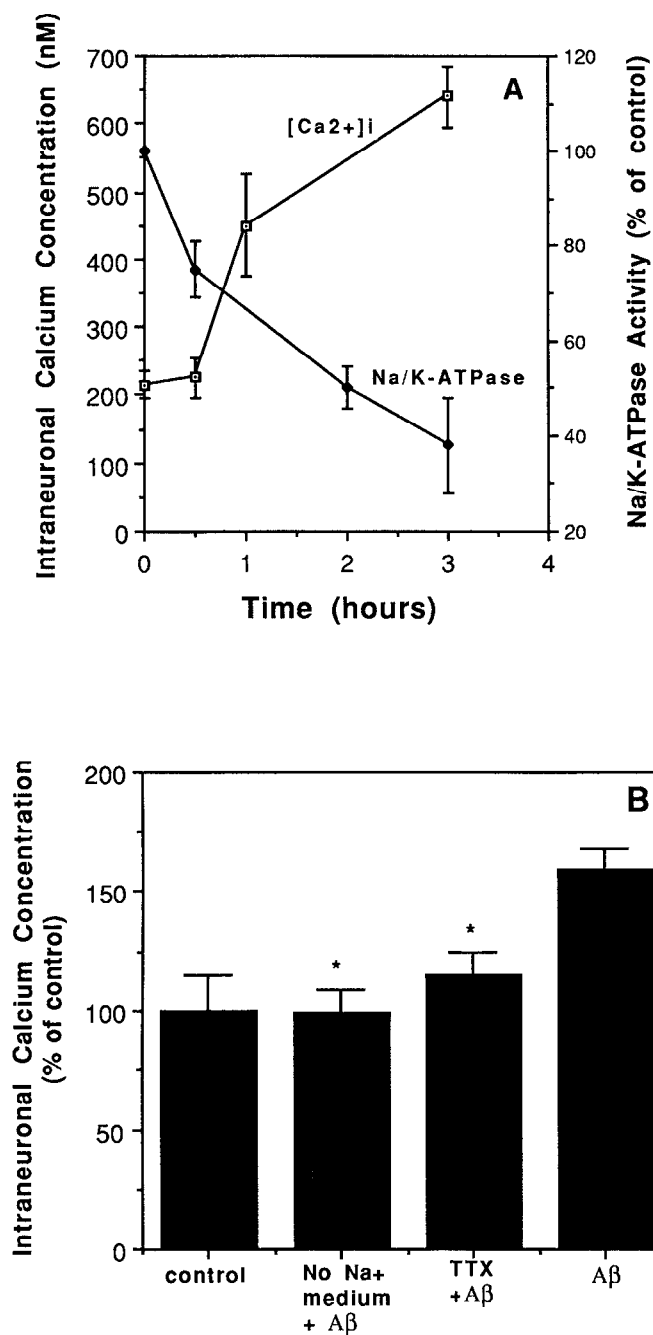 Intraneuronal Calcium Concentration (nM)
700
600
500
400
300
200
100
0
A
[Ca2+]i
Na/K-ATPase
120
100
80
60
40
20
Na/K-ATPase Activity (% of control)
0
1
2
3
4
Time (hours)
Intraneuronal Calcium Concentration
(% of control)
200
150
100
50
0
B
*
*
control
No Na+
medium
+ Aβ
TTX
+Aβ
Aβ